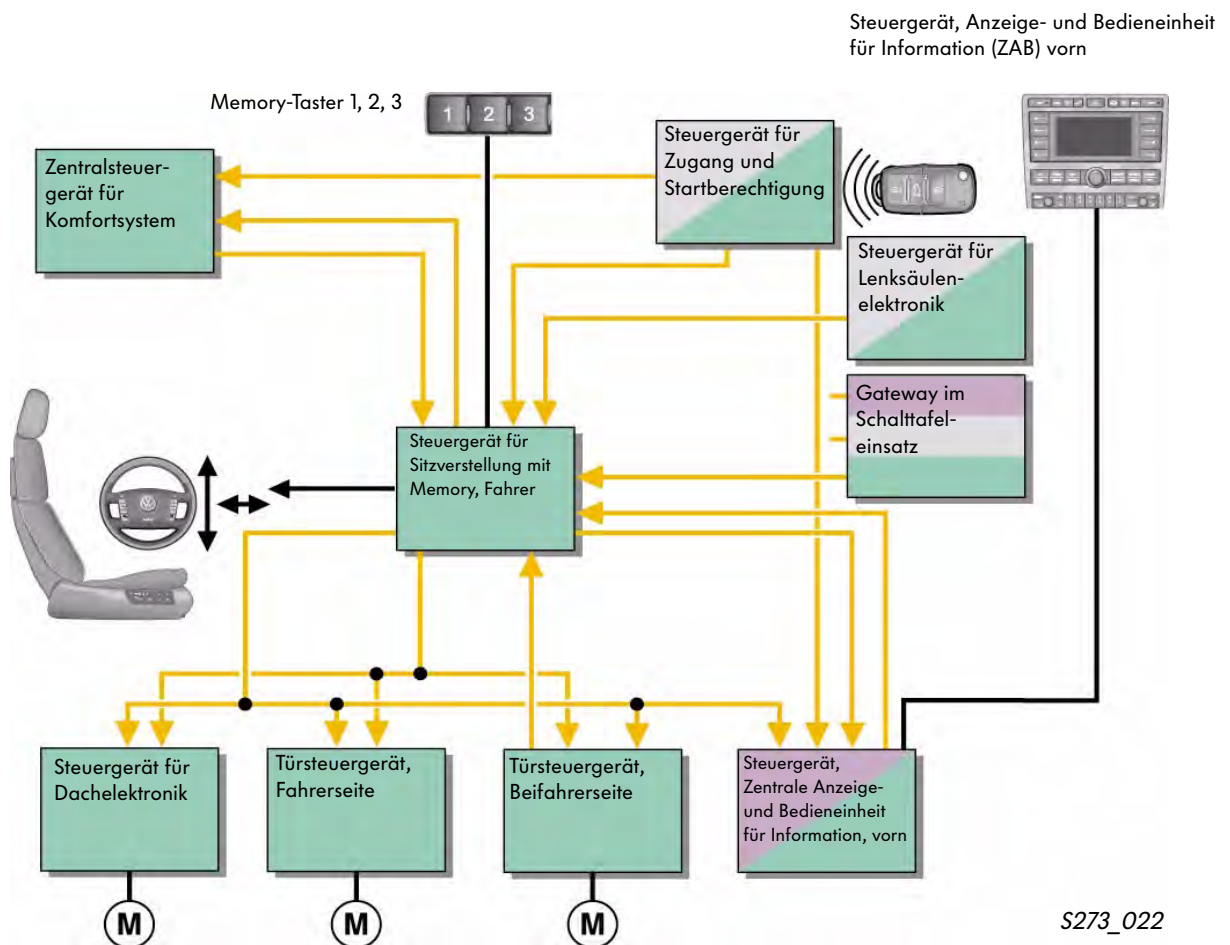 Steuergerät, Anzeige- und Bedieneinheit
für Information (ZAB) vorn
Memory-Taster 1, 2, 3
1 2 3
Steuergerät für
Zugang und
Startberechtigung
Zentralsteuer-
gerät für
Komfortsystem
Steuergerät für
Lenksäulen-
elektronik
Gateway im
Schalttafel-
einsatz
Steuergerät für
Sitzverstellung mit
Memory, Fahrer
Steuergerät für
Dachelektronik
Türsteuergerät,
Fahrerseite
Türsteuergerät,
Beifahrerseite
Steuergerät,
Zentrale Anzeige-
und Bedieneinheit
für Information, vorn
M
M
M
S273_022